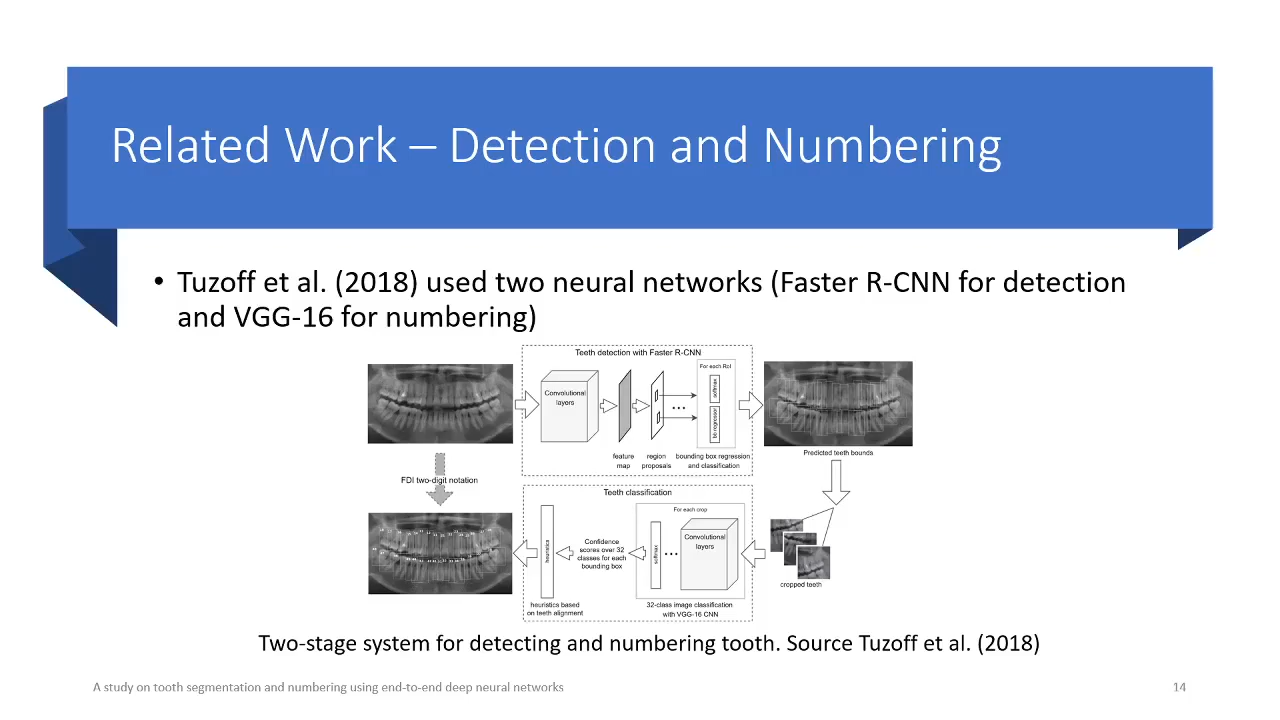 Related Work – Detection and Numbering
• Tuzoff et al. (2018) used two neural networks (Faster R-CNN for detection
and VGG-16 for numbering)
Teeth detection with Faster R-CNN
For each RoI
Convolutional
layers
softmax
bb regressor
feature
map
region
proposals
bounding box regression
and classification
Predicted teeth bounds
FDI two-digit notation
Teeth classification
For each crop
Convolutional
layers
softmax
Confidence
scores over 32
classes for each
bounding box
heuristics
heuristics based
on teeth alignment
32-class image classification
with VGG-16 CNN
cropped teeth
Two-stage system for detecting and numbering tooth. Source Tuzoff et al. (2018)
A study on tooth segmentation and numbering using end-to-end deep neural networks
14